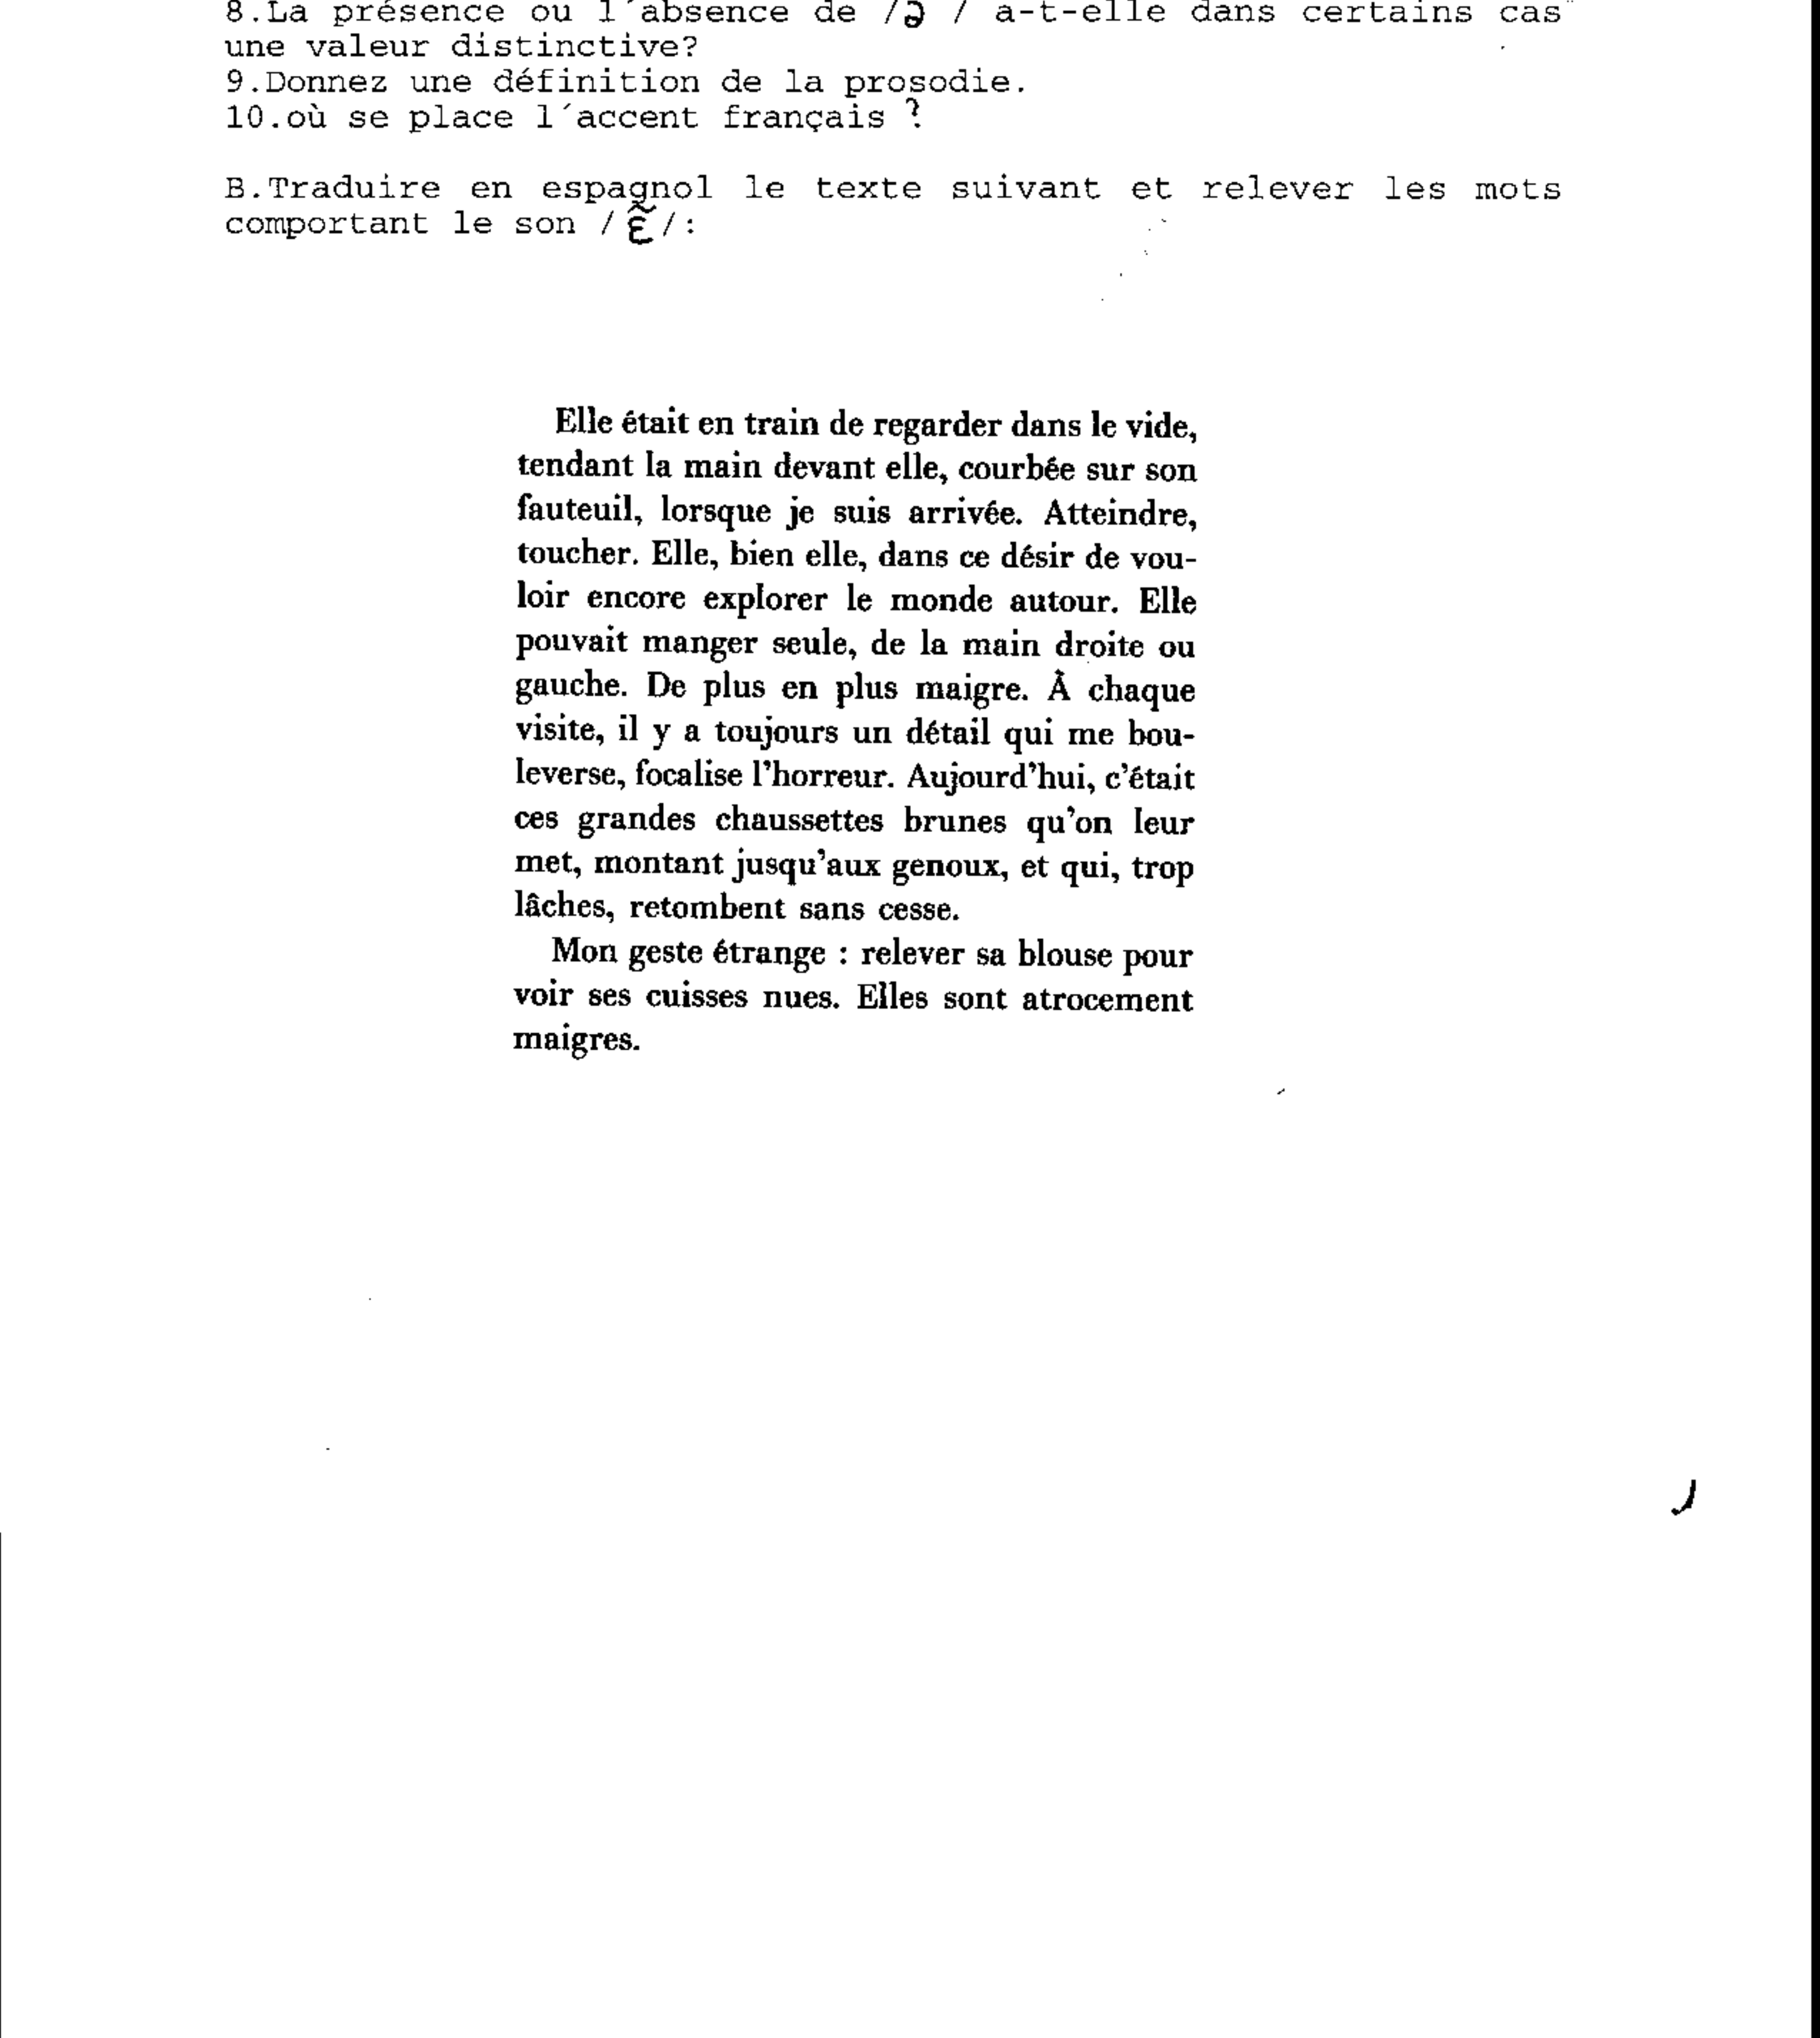 8.La présence ou l´absence de /ə / a-t-elle dans certains cas
une valeur distinctive?
9.Donnez une définition de la prosodie.
10.où se place l´accent français ?
B.Traduire en espagnol le texte suivant et relever les mots
comportant le son /ɛ̃/:
Elle était en train de regarder dans le vide,
tendant la main devant elle, courbée sur son
fauteuil, lorsque je suis arrivée. Atteindre,
toucher. Elle, bien elle, dans ce désir de vou-
loir encore explorer le monde autour. Elle
pouvait manger seule, de la main droite ou
gauche. De plus en plus maigre. À chaque
visite, il y a toujours un détail qui me bou-
leverse, focalise l'horreur. Aujourd'hui, c'était
ces grandes chaussettes brunes qu'on leur
met, montant jusqu'aux genoux, et qui, trop
lâches, retombent sans cesse.
Mon geste étrange : relever sa blouse pour
voir ses cuisses nues. Elles sont atrocement
maigres.